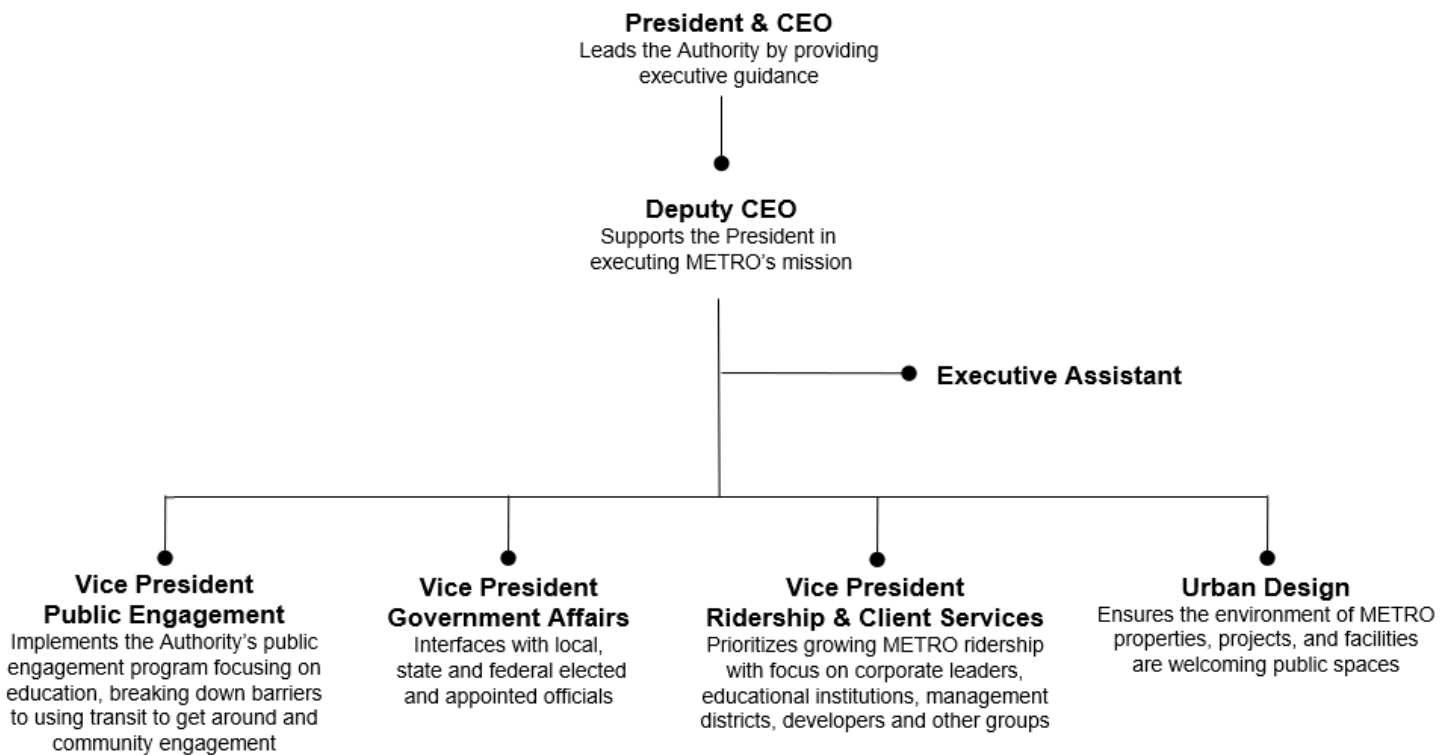 President & CEO
Leads the Authority by providing
executive guidance
Deputy CEO
Supports the President in
executing METRO's mission
Executive Assistant
Vice President
Public Engagement
Implements the Authority's public
engagement program focusing on
education, breaking down barriers
to using transit to get around and
community engagement
Vice President
Government Affairs
Interfaces with local,
state and federal elected
and appointed officials
Vice President
Ridership & Client Services
Prioritizes growing METRO ridership
with focus on corporate leaders,
educational institutions, management
districts, developers and other groups
Urban Design
Ensures the environment of METRO
properties, projects, and facilities
are welcoming public spaces